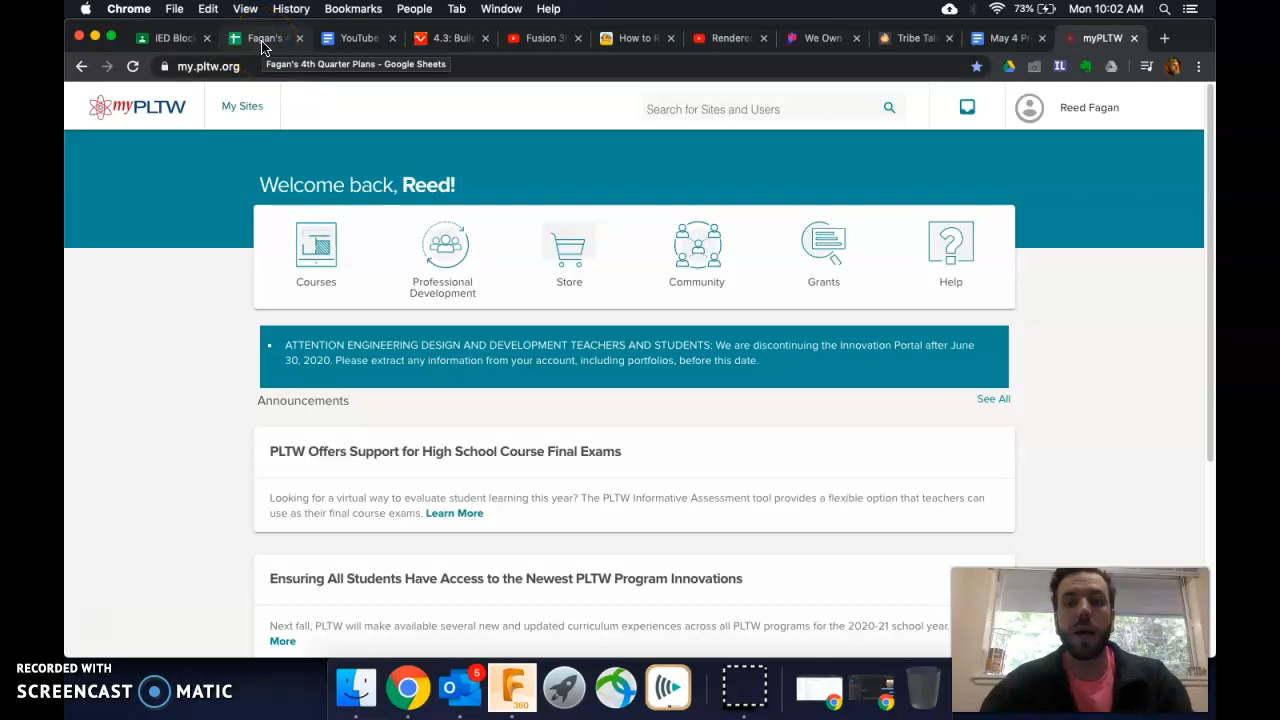 Chrome File Edit View History Bookmarks People Tab Window Help 73% Mon 10:02 AM
IED Bloc Fagan's YouTube 4.3: Buil Fusion 3 How to R Rendere We Own Tribe Tal May 4 P myPLTW
my.pltw.org
Fagan's 4th Quarter Plans - Google Sheets
IL
myPLTW
My Sites
Search for Sites and Users
Reed Fagan
Welcome back, Reed!
Courses
Professional Development
Store
Community
Grants
Help
ATTENTION ENGINEERING DESIGN AND DEVELOPMENT TEACHERS AND STUDENTS: We are discontinuing the Innovation Portal after June
30, 2020. Please extract any information from your account, including portfolios, before this date.
Announcements
See All
PLTW Offers Support for High School Course Final Exams
Looking for a virtual way to evaluate student learning this year? The PLTW Informative Assessment tool provides a flexible option that teachers can
use as their final course exams. Learn More
Ensuring All Students Have Access to the Newest PLTW Program Innovations
Next fall, PLTW will make available several new and updated curriculum experiences across all PLTW programs for the 2020-21 school year.
More
5
F
360
RECORDED WITH
SCREENCAST MATIC